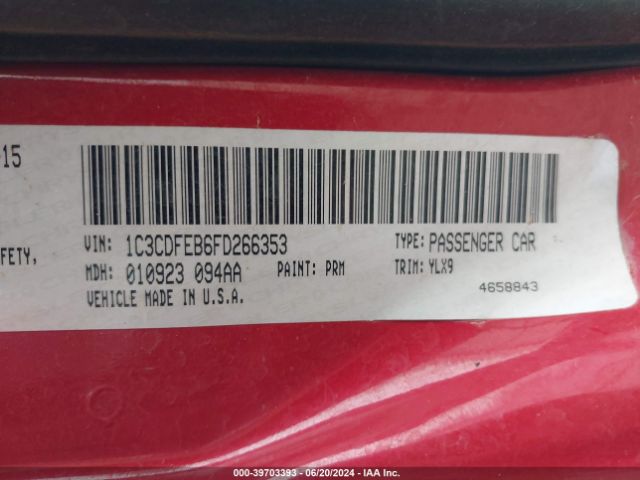 -15
FETY,
VIN: 1C3CDFEB6FD266353 TYPE: PASSENGER CAR
MDH: 010923 094AA PAINT: PRM TRIM: YLX9
VEHICLE MADE IN U.S.A. 4658843
000-39703393 - 06/20/2024 - IAA Inc.